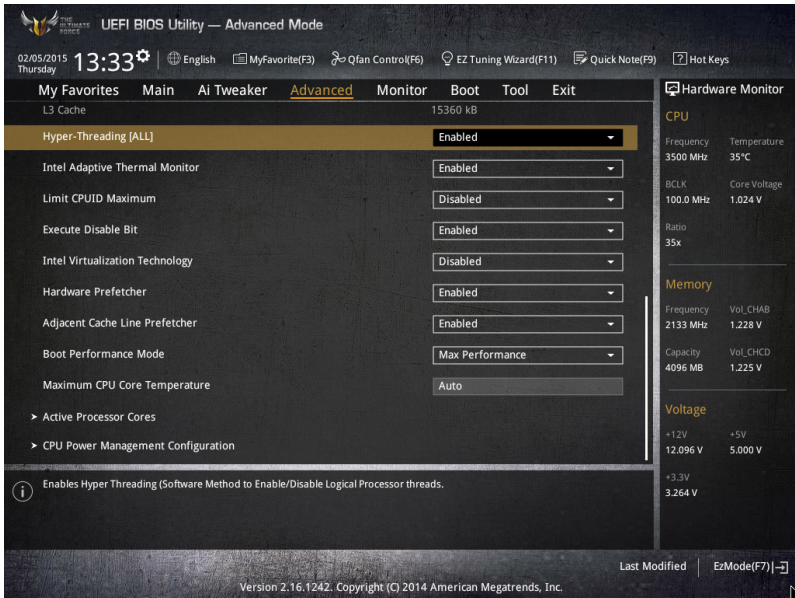 THE ULTIMATE FORCE
UEFI BIOS Utility — Advanced Mode
02/05/2015 Thursday 13:33 English MyFavorite(F3) Qfan Control(F6) EZ Tuning Wizard(F11) Quick Note(F9) ? Hot Keys
My Favorites Main Ai Tweaker Advanced Monitor Boot Tool Exit
L3 Cache 15360 kB
Hyper-Threading [ALL] Enabled
Intel Adaptive Thermal Monitor Enabled
Limit CPUID Maximum Disabled
Execute Disable Bit Enabled
Intel Virtualization Technology Disabled
Hardware Prefetcher Enabled
Adjacent Cache Line Prefetcher Enabled
Boot Performance Mode Max Performance
Maximum CPU Core Temperature Auto
> Active Processor Cores
> CPU Power Management Configuration
Hardware Monitor
CPU
Frequency Temperature
3500 MHz 35°C
BCLK Core Voltage
100.0 MHz 1.024 V
Ratio
35x
Memory
Frequency Vol_CHAB
2133 MHz 1.228 V
Capacity Vol_CHCD
4096 MB 1.225 V
Voltage
+12V +5V
12.096 V 5.000 V
+3.3V
3.264 V
i Enables Hyper Threading (Software Method to Enable/Disable Logical Processor threads.
Last Modified EzMode(F7)
Version 2.16.1242. Copyright (C) 2014 American Megatrends, Inc.